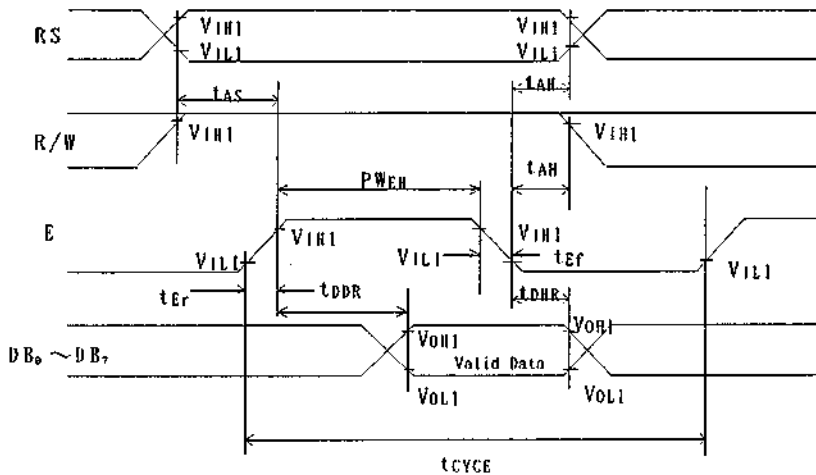 RS
VIH1 VIH1
VIL1 VIL1
tAS tAH
R/W VIH1 VIH1
PWEH tAH
E VIH1 VIH1
VIL1 VIL1 tEf VIL1
tEr tDDR tDHR
VOH1 VOH1
DB0 ~DB7 Valid Data
VOL1 VOL1
tCYCE